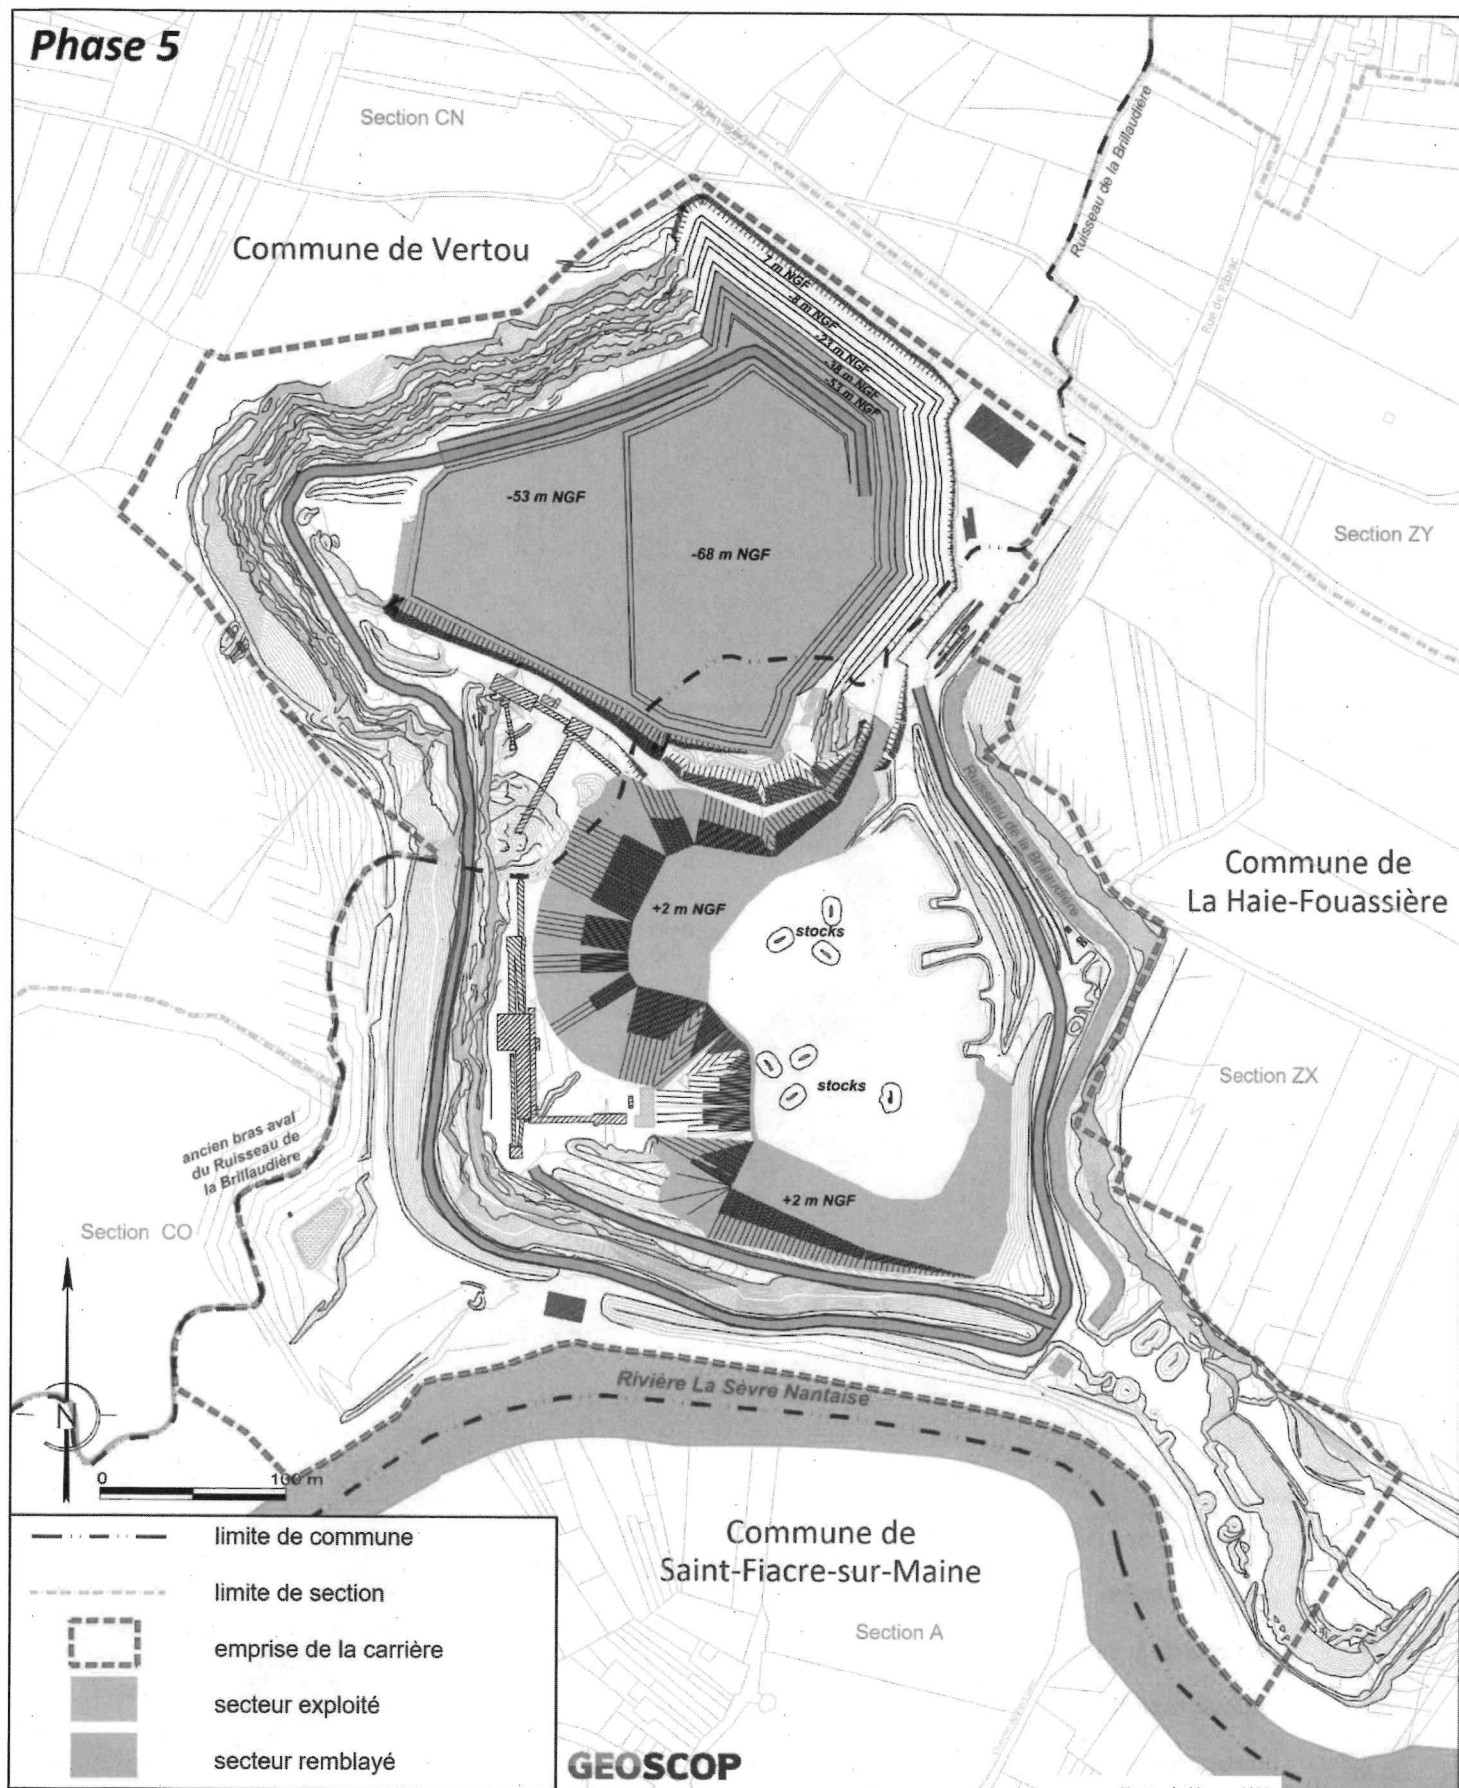 Phase 5
Section CN
Ruisseau de la Brillaudière
Commune de Vertou
Rue de Pibrac
7 m NGF
-8 m NGF
-23 m NGF
-38 m NGF
-53 m NGF
-53 m NGF
-68 m NGF
Section ZY
Ruisseau de la Brillaudière
Commune de
La Haie-Fouassière
+2 m NGF
stocks
stocks
Section ZX
ancien bras aval
du Ruisseau de
la Brillaudière
+2 m NGF
Section CO
Rivière La Sèvre Nantaise
N
0
100 m
limite de commune
limite de section
emprise de la carrière
secteur exploité
secteur remblayé
Commune de
Saint-Fiacre-sur-Maine
Section A
GEOSCOP